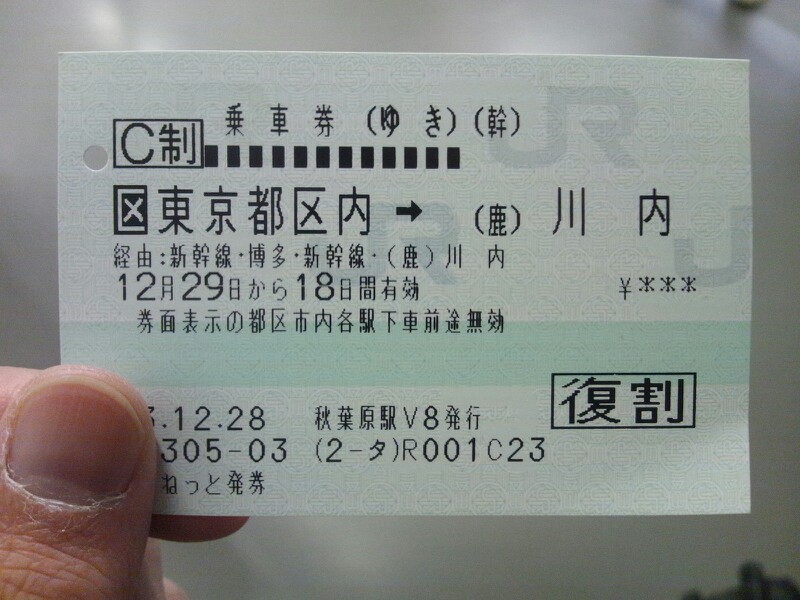 乗車券 (ゆき) (幹)
C制
区 東京都区内 → (鹿) 川内
経由:新幹線・博多・新幹線・(鹿)川内
12月29日から18日間有効 ¥***
券面表示の都区市内各駅下車前途無効
復割
.12.28 秋葉原駅V8発行
305-03 (2-タ)R001C23
ねっと発券
JR
JR